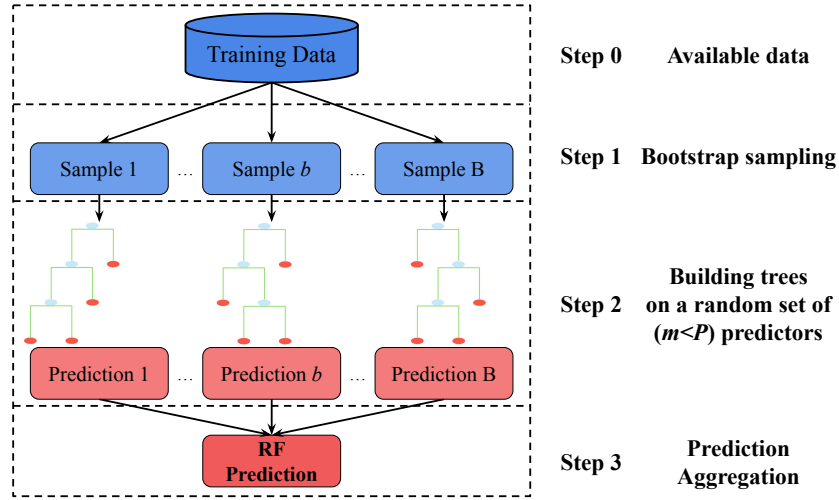 Training Data
Step 0 Available data
Sample 1 ... Sample b ... Sample B
Step 1 Bootstrap sampling
Step 2
Building trees
on a random set of
(m<P) predictors
Prediction 1 ... Prediction b ... Prediction B
RF
Prediction
Step 3
Prediction
Aggregation